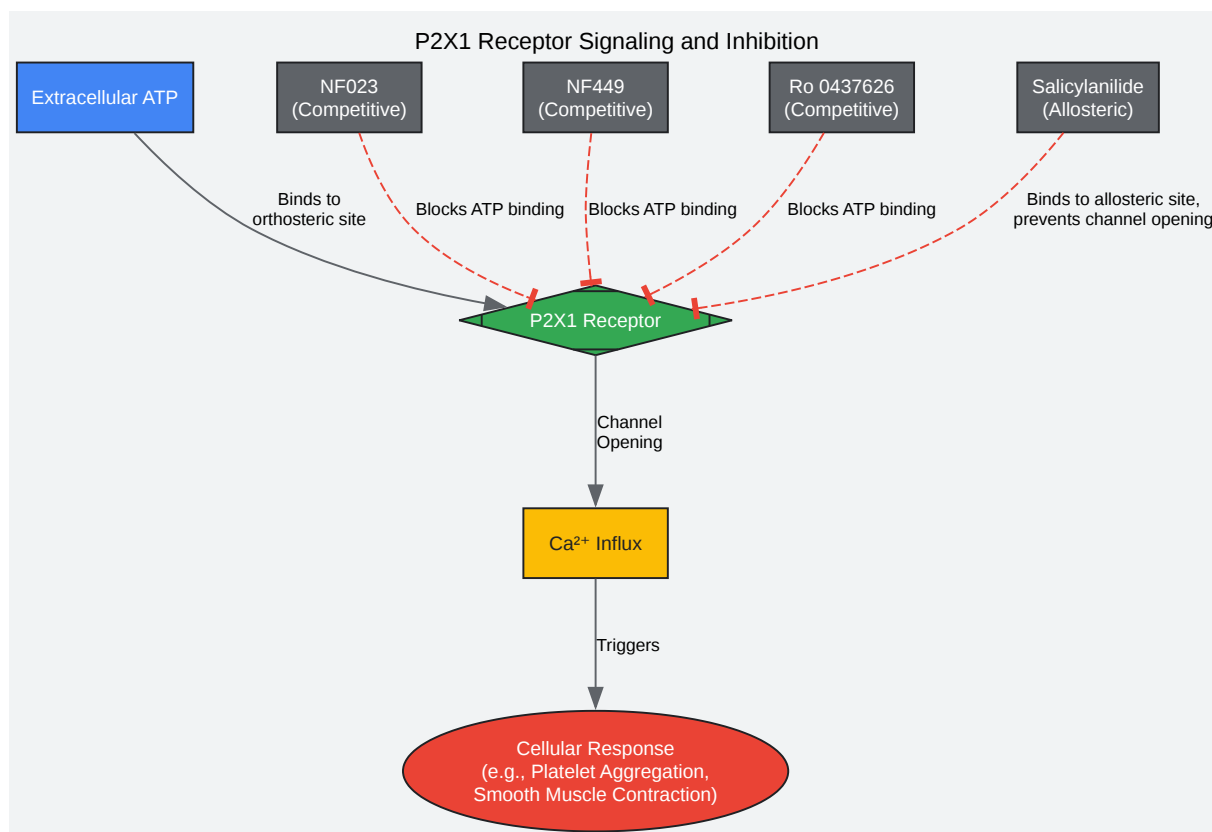 P2X1 Receptor Signaling and Inhibition
Extracellular ATP
NF023
(Competitive)
NF449
(Competitive)
Ro 0437626
(Competitive)
Salicylanilide
(Allosteric)
Binds to
orthosteric site
Blocks ATP binding
Blocks ATP binding
Blocks ATP binding
Binds to allosteric site,
prevents channel opening
P2X1 Receptor
Channel
Opening
Ca²⁺ Influx
Triggers
Cellular Response
(e.g., Platelet Aggregation,
Smooth Muscle Contraction)